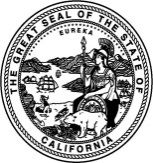 THE GREAT SEAL OF THE STATE OF CALIFORNIA
EUREKA